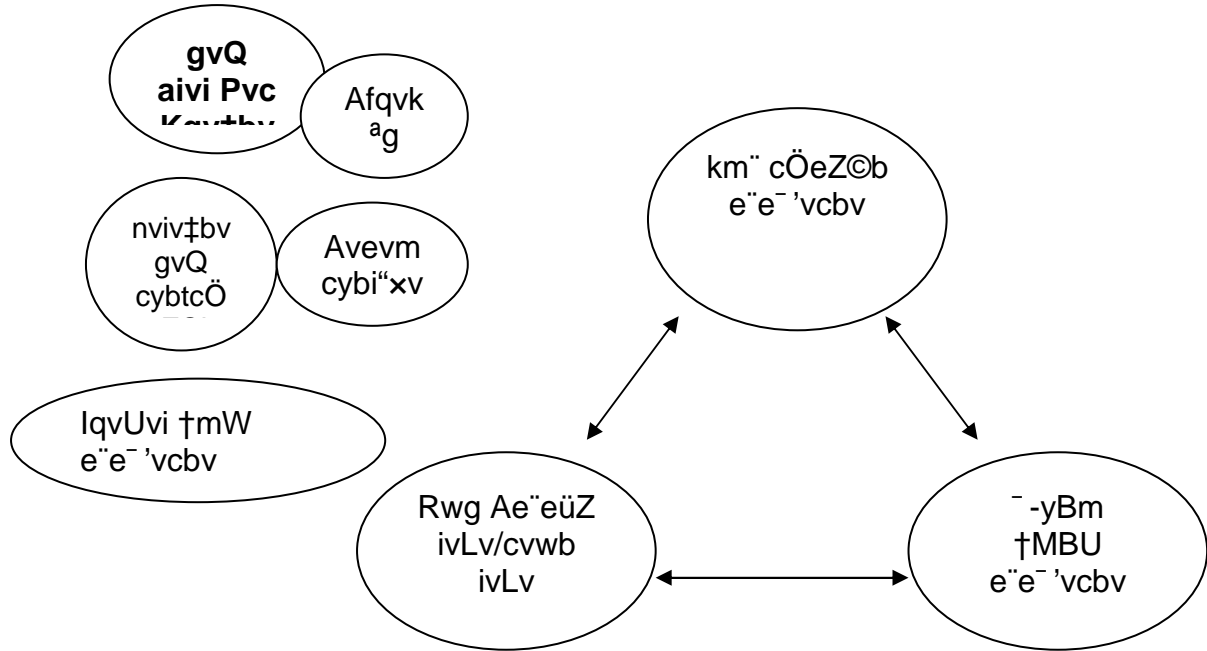 gvQ
aivi Pvc
Afqvk
ªg
km¨ cÖeZ©b
e¨e¯ ’vcbv
nviv‡bv
gvQ
cybtcÖ
Avevm
cybi“×v
IqvUvi †mW
e¨e¯ ’vcbv
Rwg Ae¨eüZ
ivLv/cvwb
ivLv
¯ -yBm
†MBU
e¨e¯ ’vcbv